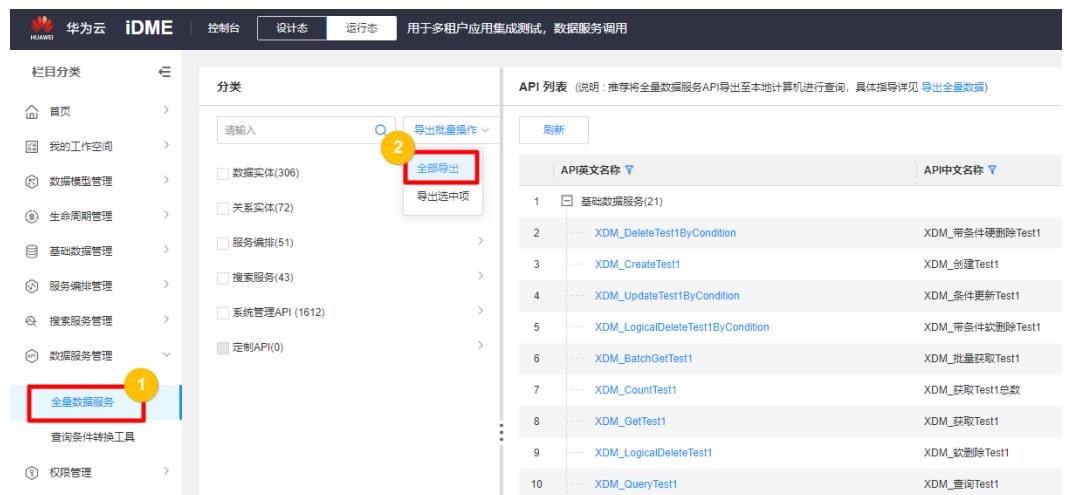 HUAWEI 华为云 iDME 控制台 设计态 运行态 用于多租户应用集成测试，数据服务调用
栏目分类
首页
我的工作空间
数据模型管理
生命周期管理
基础数据管理
服务编排管理
搜索服务管理
API 数据服务管理
1
全量数据服务
查询条件转换工具
权限管理
分类
请输入 导出批量操作
2
全部导出
导出选中项
数据实体(306)
关系实体(72)
服务编排(51)
搜索服务(43)
系统管理API (1612)
定制API(0)
API 列表 (说明 : 推荐将全量数据服务API导出至本地计算机进行查询，具体指导详见 导出全量数据)
刷新
API英文名称 API中文名称
1 基础数据服务(21)
2 XDM_DeleteTest1ByCondition XDM_带条件硬删除Test1
3 XDM_CreateTest1 XDM_创建Test1
4 XDM_UpdateTest1ByCondition XDM_条件更新Test1
5 XDM_LogicalDeleteTest1ByCondition XDM_带条件软删除Test1
6 XDM_BatchGetTest1 XDM_批量获取Test1
7 XDM_CountTest1 XDM_获取Test1总数
8 XDM_GetTest1 XDM_获取Test1
9 XDM_LogicalDeleteTest1 XDM_软删除Test1
10 XDM_QueryTest1 XDM_查询Test1